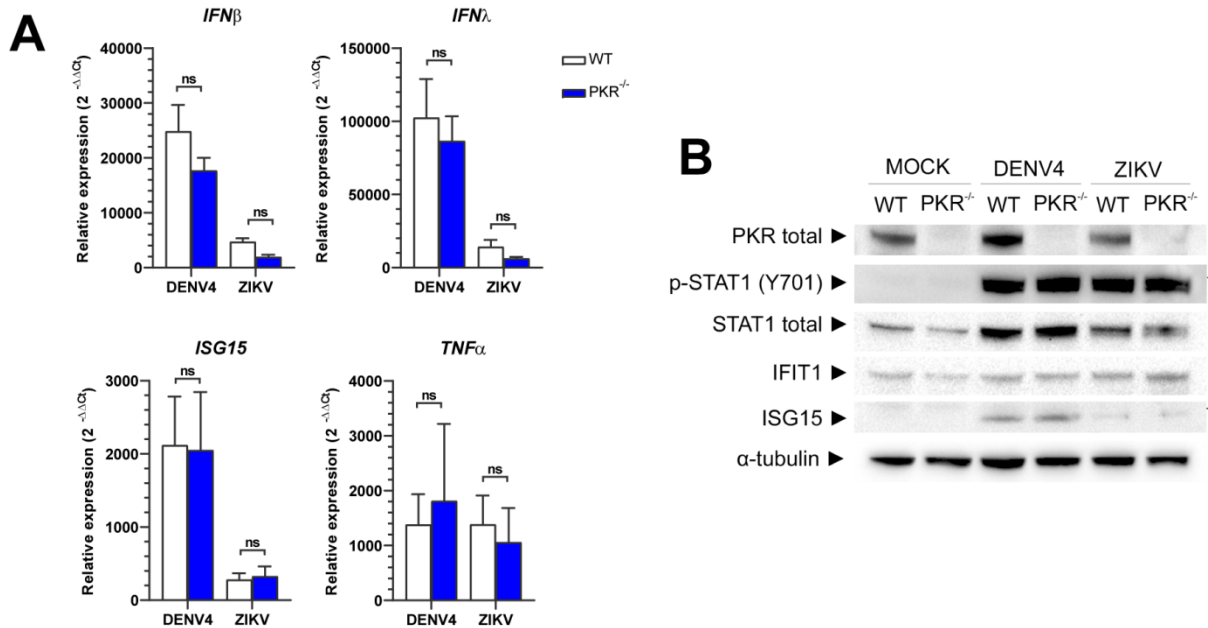 A
IFNβ
Relative expression (2 -ΔΔCt)
40000
30000
20000
10000
0
ns
ns
DENV4 ZIKV
IFNλ
Relative expression (2 -ΔΔCt)
150000
100000
50000
0
ns
ns
DENV4 ZIKV
WT
PKR-/-
ISG15
Relative expression (2 -ΔΔCt)
3000
2000
1000
0
ns
ns
DENV4 ZIKV
TNFα
Relative expression (2 -ΔΔCt)
4000
3000
2000
1000
0
ns
ns
DENV4 ZIKV
B
MOCK DENV4 ZIKV
WT PKR-/- WT PKR-/- WT PKR-/-
PKR total
p-STAT1 (Y701)
STAT1 total
IFIT1
ISG15
α-tubulin